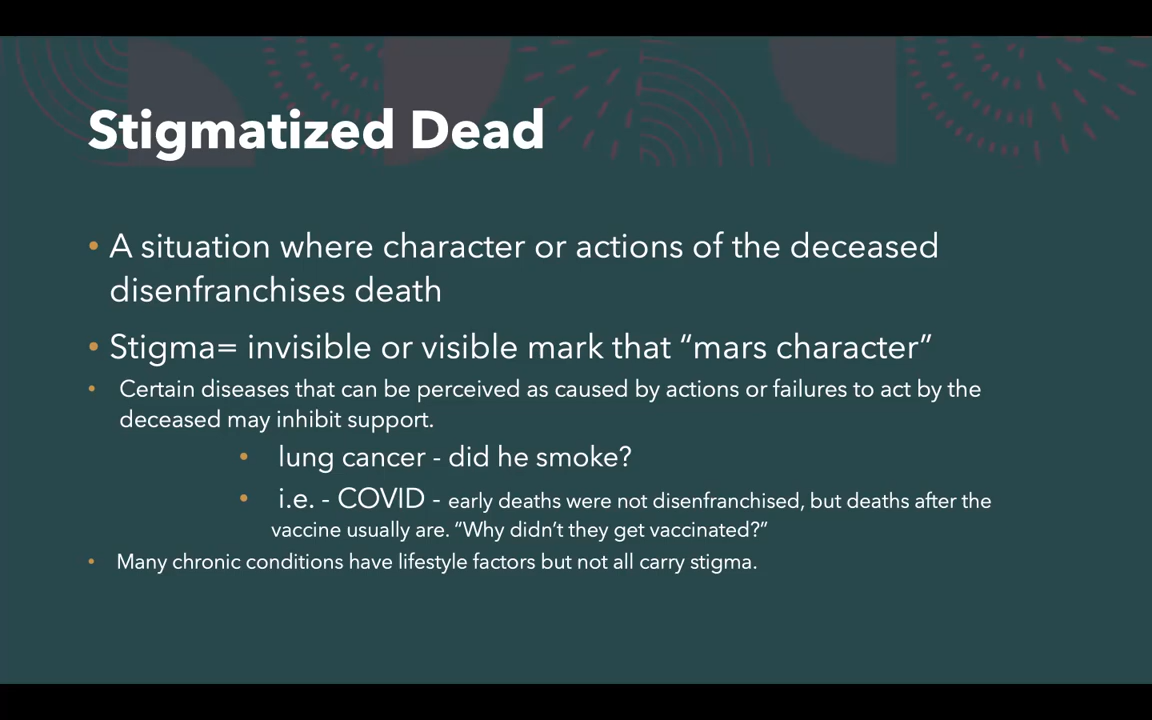 Stigmatized Dead
• A situation where character or actions of the deceased
disenfranchises death
• Stigma= invisible or visible mark that “mars character”
• Certain diseases that can be perceived as caused by actions or failures to act by the
deceased may inhibit support.
• lung cancer - did he smoke?
• i.e. - COVID - early deaths were not disenfranchised, but deaths after the
vaccine usually are. “Why didn’t they get vaccinated?”
• Many chronic conditions have lifestyle factors but not all carry stigma.